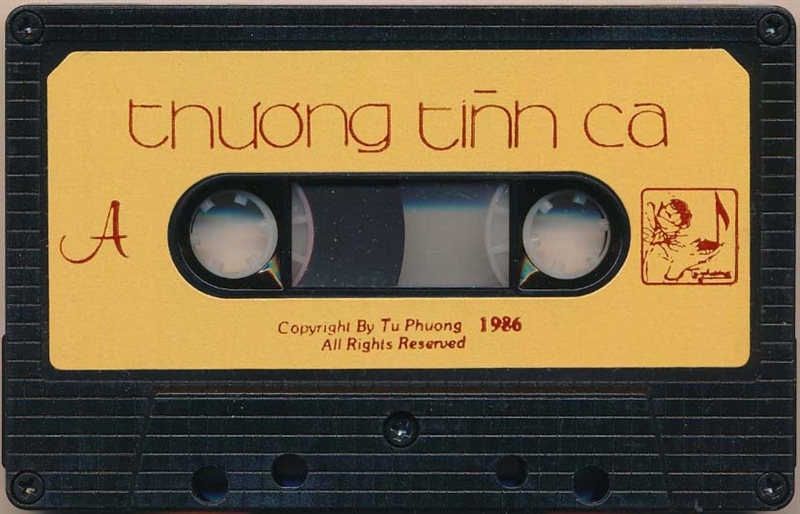 thương tình ca
A
Copyright By Tu Phuong 1986
All Rights Reserved